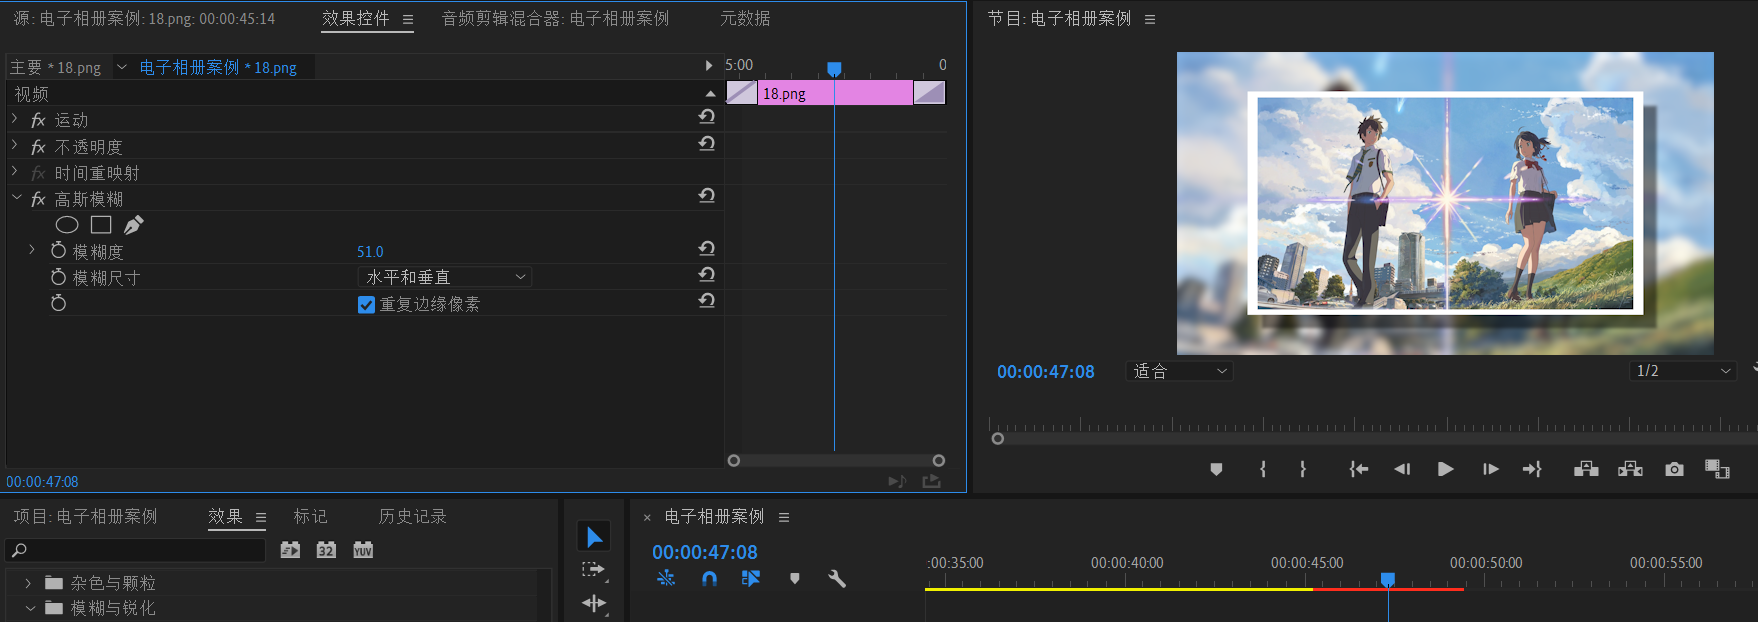 源: 电子相册案例: 18.png: 00:00:45:14
效果控件
音频剪辑混合器: 电子相册案例
元数据
节目: 电子相册案例
主要 * 18.png
电子相册案例 * 18.png
5:00
0
视频
18.png
fx 运动
fx 不透明度
fx 时间重映射
fx 高斯模糊
模糊度
51.0
模糊尺寸
水平和垂直
重复边缘像素
00:00:47:08
00:00:47:08
适合
1/2
项目: 电子相册案例
效果
标记
历史记录
32
YUV
杂色与颗粒
模糊与锐化
× 电子相册案例
00:00:47:08
:00:35:00
00:00:40:00
00:00:45:00
00:00:50:00
00:00:55:00